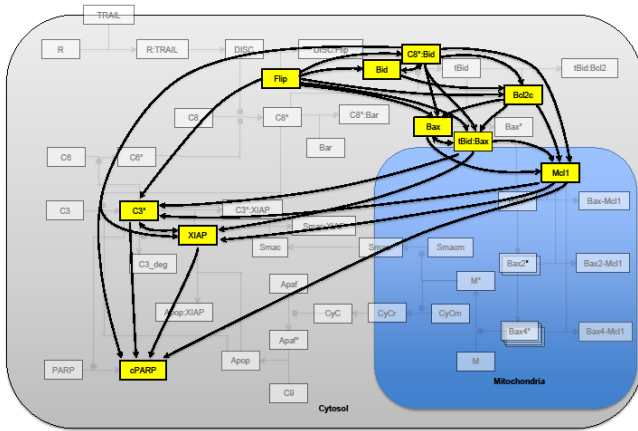 TRAIL
R
R:TRAIL
DISC
DISC:Flip
C8*:Bid
Bid
tBid
tBid:Bcl2
Flip
Bcl2c
C8
C8*
C8*:Bar
Bax
Bax*
Bar
tBid:Bax
C6
C6*
Mcl1
C3
C3*
C3*:XIAP
Bax-Mcl1
XIAP
Smac:XIAP
Smac
Smacm
C3_deg
Bax2*
Bax2-Mcl1
Apaf
M*
Apop:XIAP
CyC
CyCr
CyCm
Bax4*
Bax4-Mcl1
Apaf*
PARP
cPARP
Apop
M
Mitochondria
C9
Cytosol